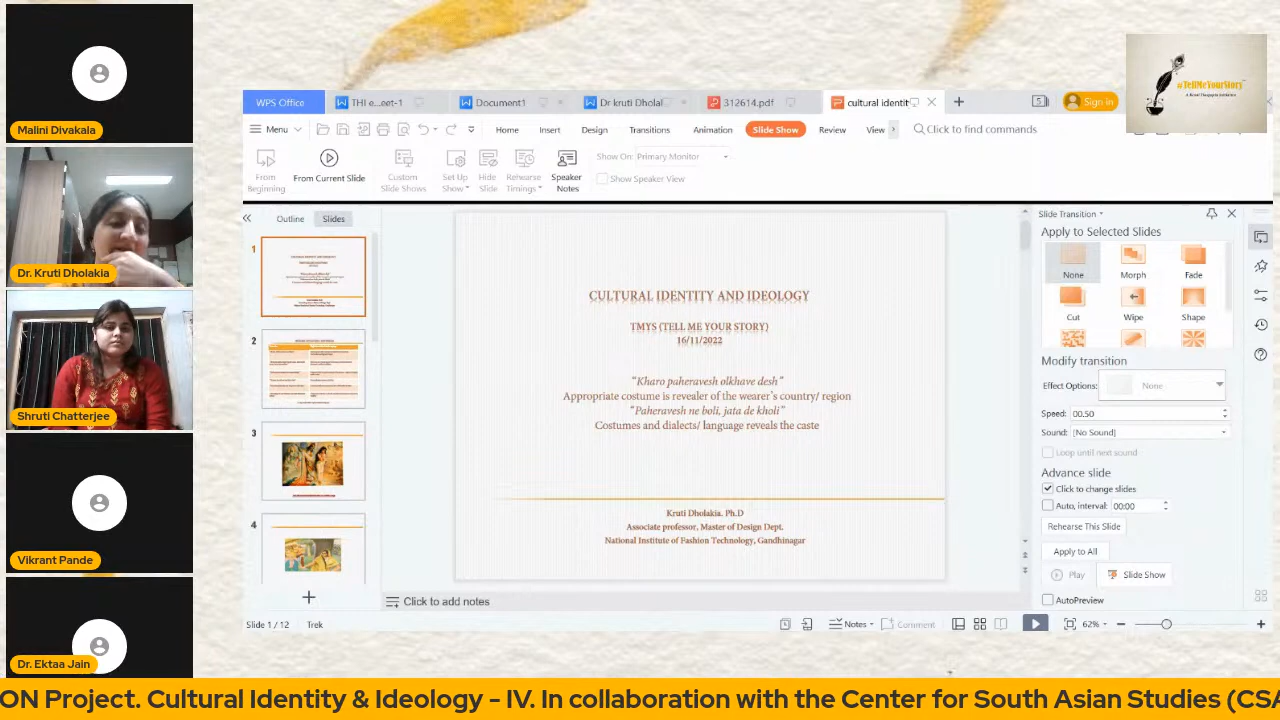 Malini Divakala
Dr. Kruti Dholakia
Shruti Chatterjee
Vikrant Pande
Dr. Ektaa Jain
#TellMeYourStory
WPS Office
THI e...eet-1
Document1
Dr kruti Dholal
312614.pdf
cultural identit
Sign in
Menu
Home
Insert
Design
Transitions
Animation
Slide Show
Review
View
Click to find commands
From Beginning
From Current Slide
Custom Slide Shows
Set Up Show
Hide Slide
Rehearse Timings
Speaker Notes
Show On: Primary Monitor
Show Speaker View
Outline
Slides
1
2
3
4
CULTURAL IDENTITY AND IDEOLOGY
TMYS (TELL ME YOUR STORY)
16/11/2022
"Kharo paheravesh olkhave desh"
Appropriate costume is revealer of the wearer's country/ region
"Paheravesh ne boli, jata de kholi"
Costumes and dialects/ language reveals the caste
Kruti Dholakia. Ph.D
Associate professor, Master of Design Dept.
National Institute of Fashion Technology, Gandhinagar
Click to add notes
Slide 1 / 12
Trek
Notes
Comment
62%
Slide Transition
Apply to Selected Slides
None
Morph
Fade
Cut
Wipe
Shape
Modify transition
Effect Options:
None
Speed: 00.50
Sound: [No Sound]
Loop until next sound
Advance slide
Click to change slides
Auto, interval: 00:00
Rehearse This Slide
Apply to All
Play
Slide Show
AutoPreview
ON Project. Cultural Identity & Ideology - IV. In collaboration with the Center for South Asian Studies (CSA